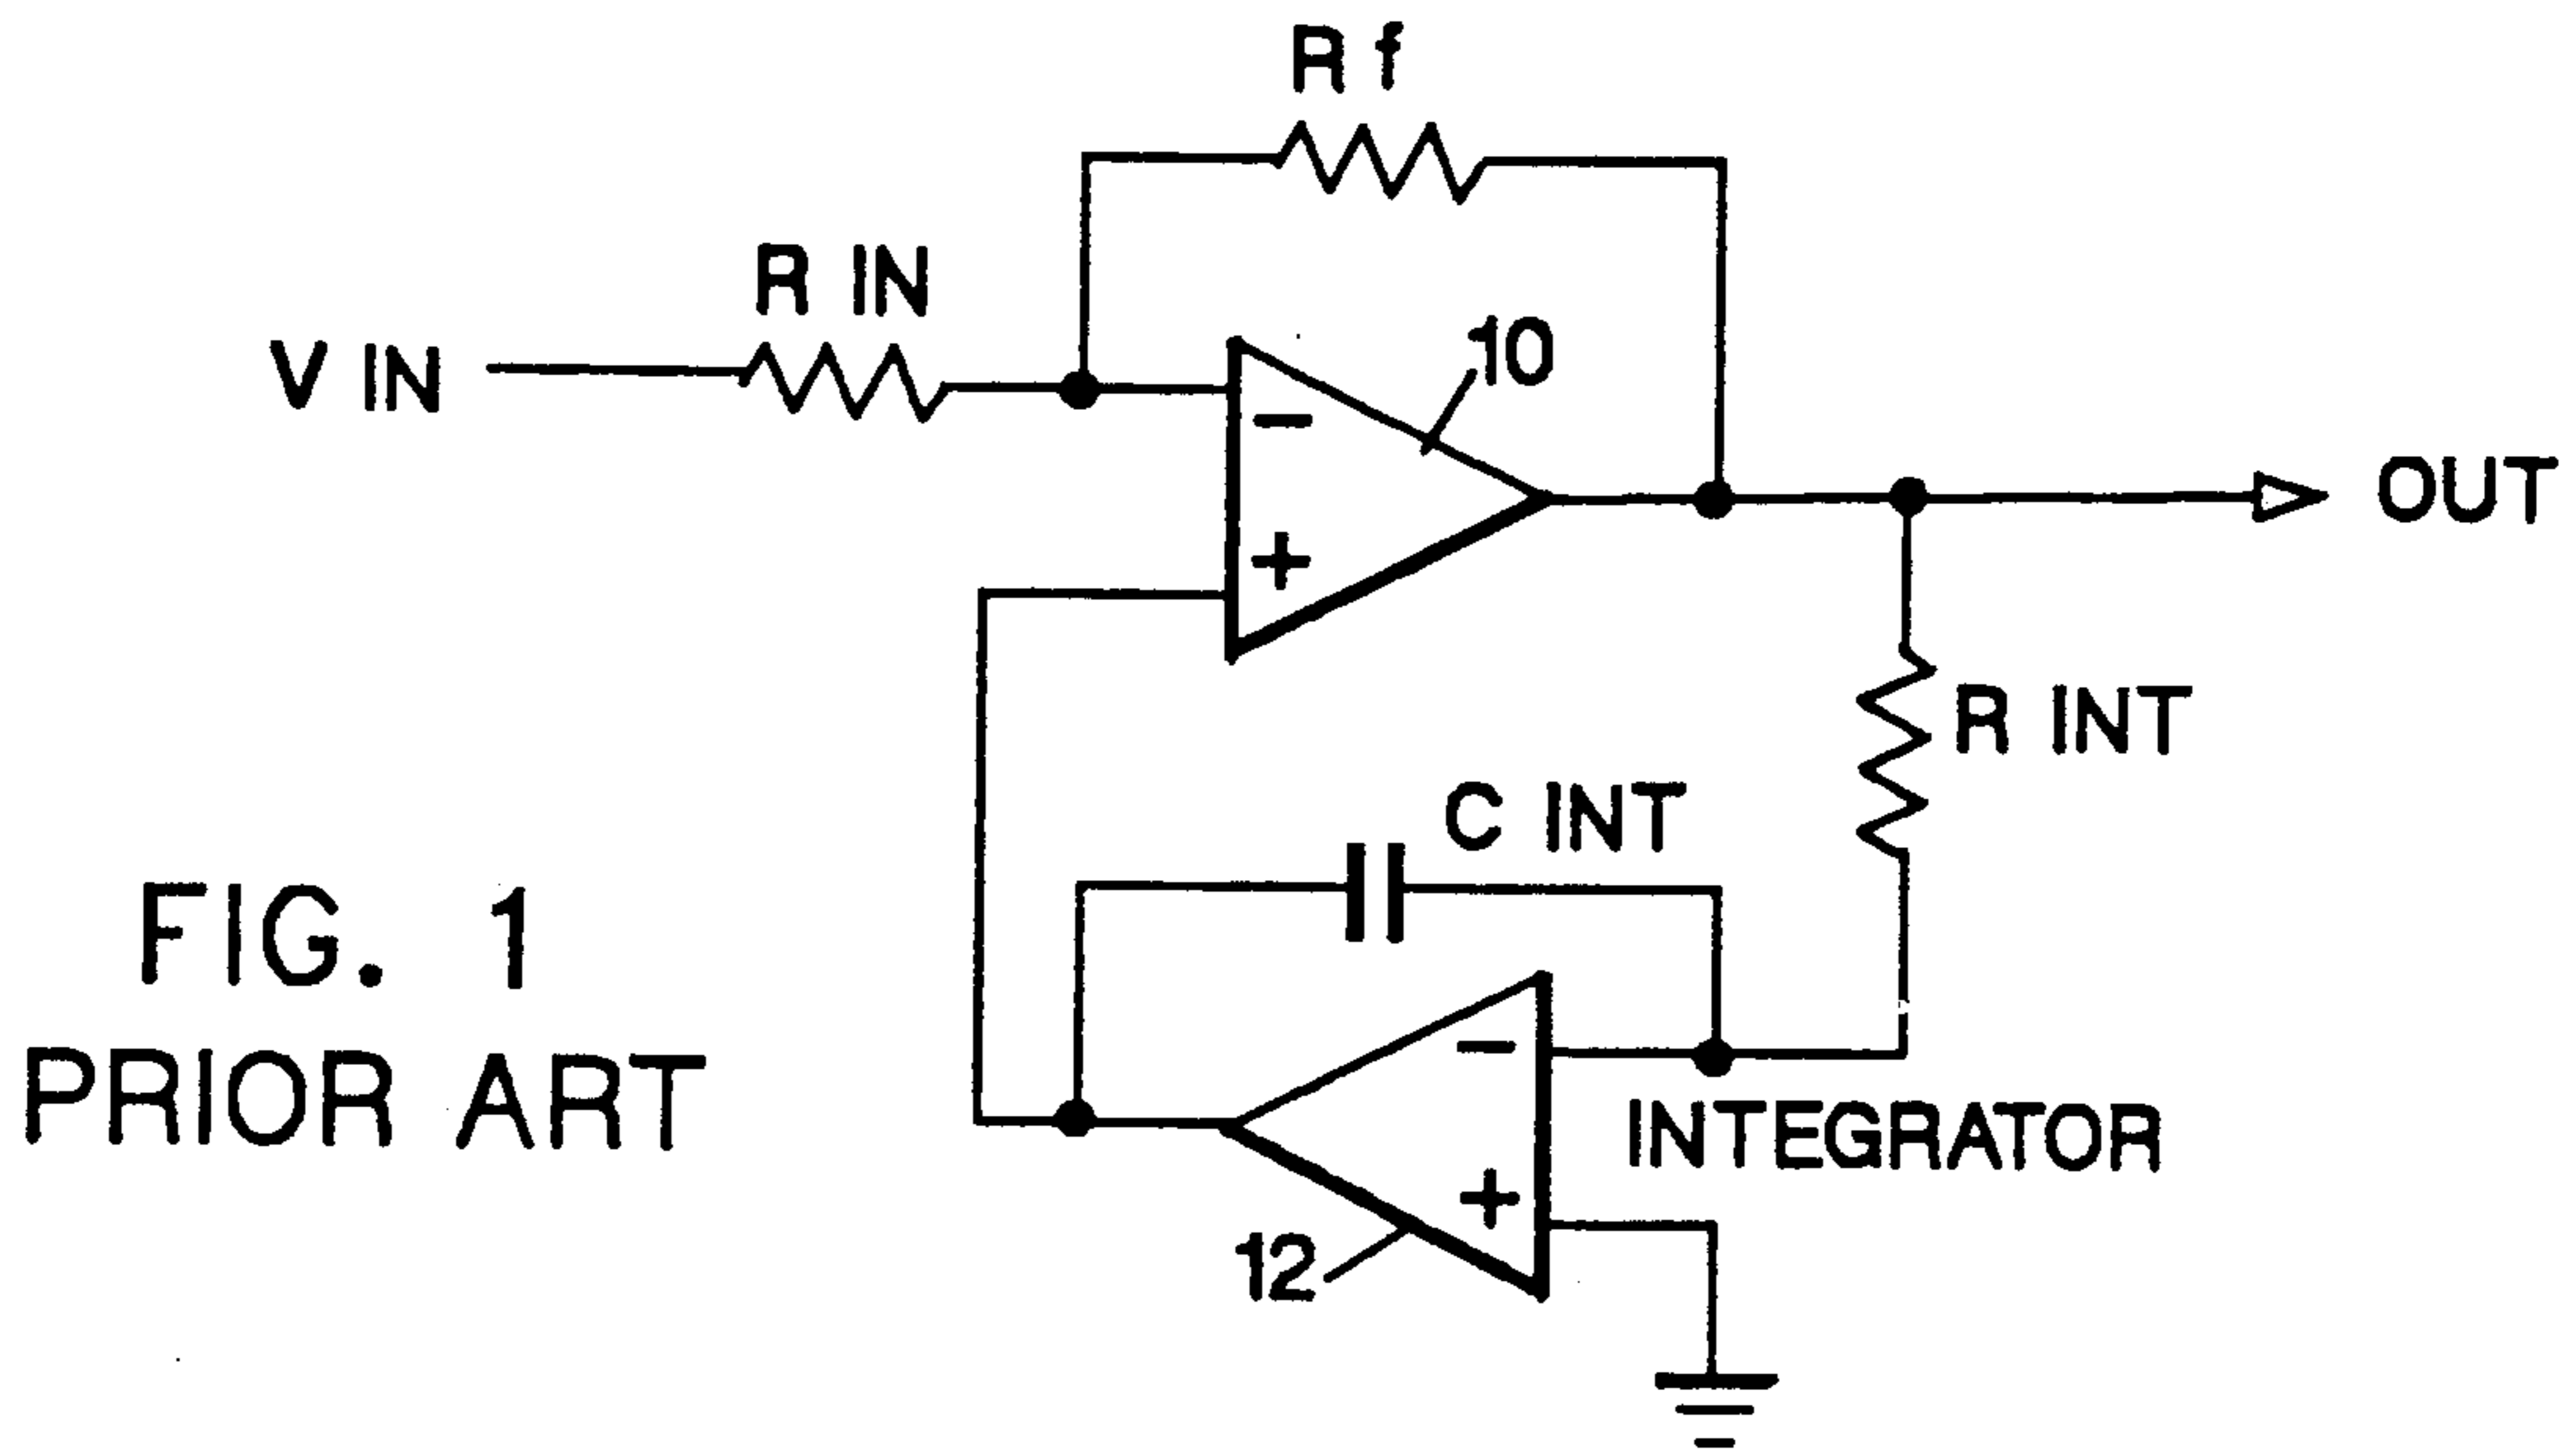 R f
R IN
V IN
10
−
+
OUT
R INT
C INT
FIG. 1
PRIOR ART
−
INTEGRATOR
+
12